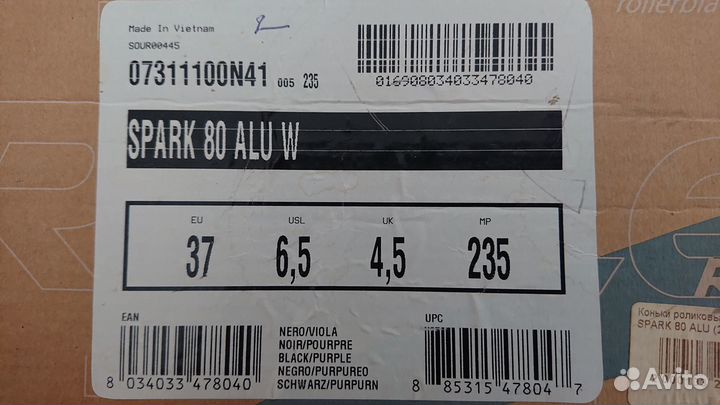 Made In Vietnam
SOUR00445
07311100N41 005 235
016908034033478040
rollerbla
SPARK 80 ALU W
EU USL UK MP
37 6,5 4,5 235
EAN UPC
NERO/VIOLA
NOIR/POURPRE
BLACK/PURPLE
NEGRO/PURPUREO
SCHWARZ/PURPURN
8 034033 478040
8 85315 47804 7
Коньки роликовы
SPARK 80 ALU
Avito